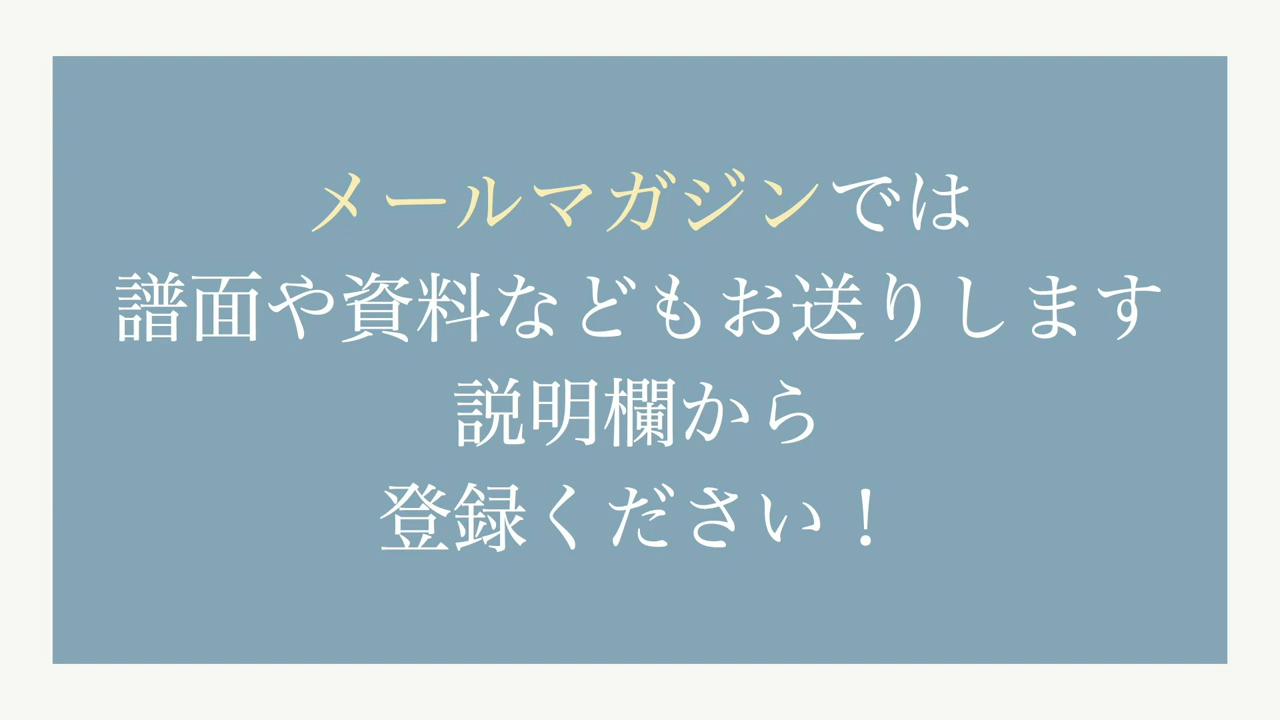 メールマガジンでは
譜面や資料などもお送りします
説明欄から
登録ください！